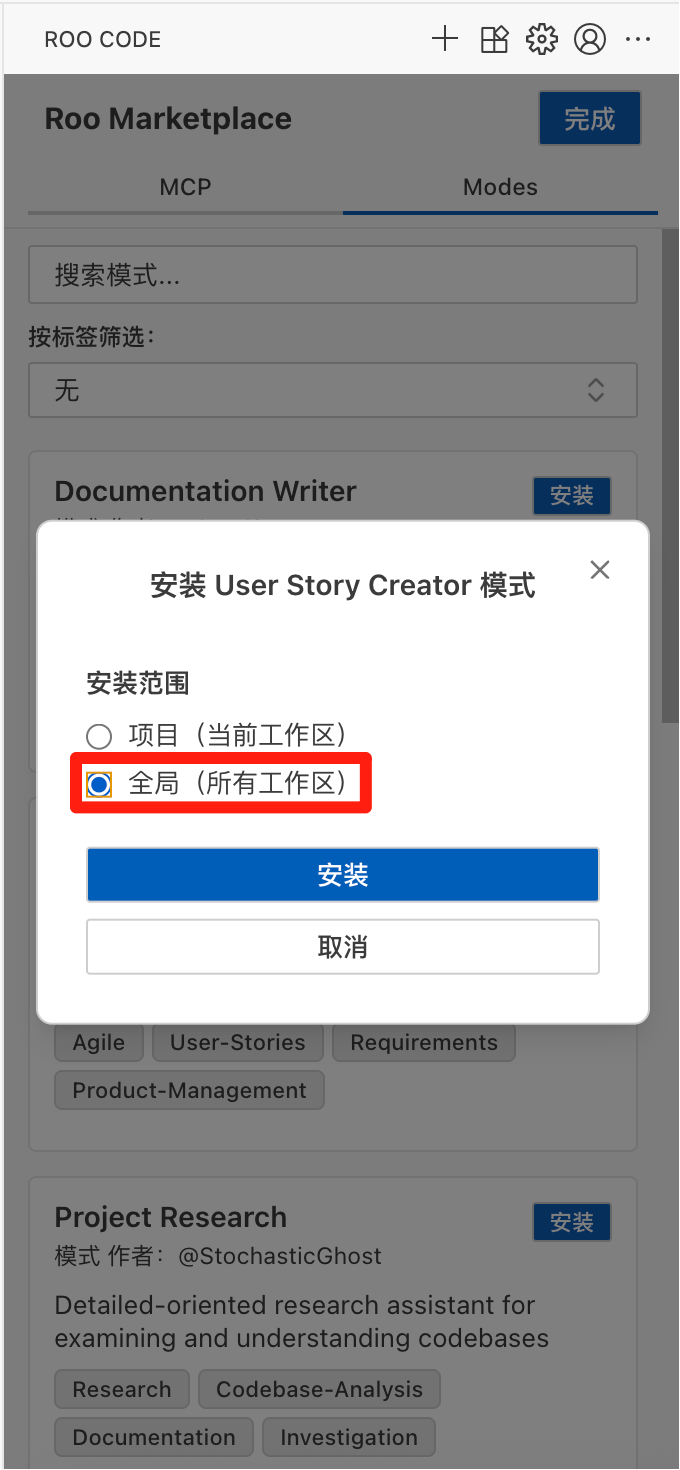 ROO CODE
Roo Marketplace
完成
MCP
Modes
搜索模式...
按标签筛选：
无
Documentation Writer
安装
安装 User Story Creator 模式
安装范围
项目（当前工作区）
全局（所有工作区）
安装
取消
Agile
User-Stories
Requirements
Product-Management
Project Research
安装
模式 作者：@StochasticGhost
Detailed-oriented research assistant for
examining and understanding codebases
Research
Codebase-Analysis
Documentation
Investigation